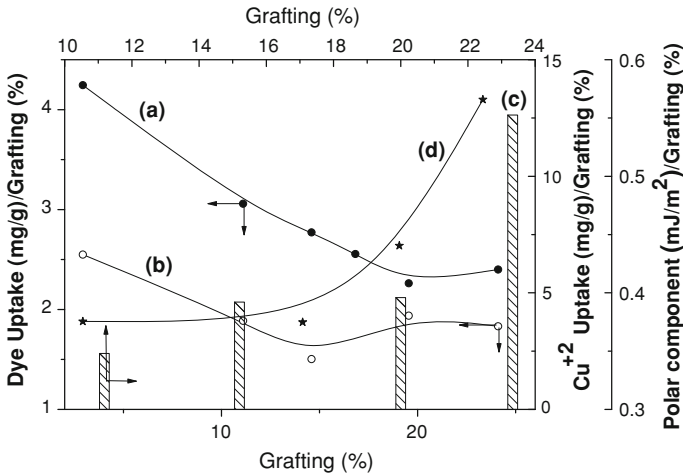 Grafting (%)
10 12 14 16 18 20 22 24
Dye Uptake (mg/g)/Grafting (%)
4
3
2
1
(a)
(b)
(c)
(d)
15
10
5
0
Cu+2 Uptake (mg/g)/Grafting (%)
0.6
0.5
0.4
0.3
Polar component (mJ/m2)/Grafting (%)
10 20
Grafting (%)